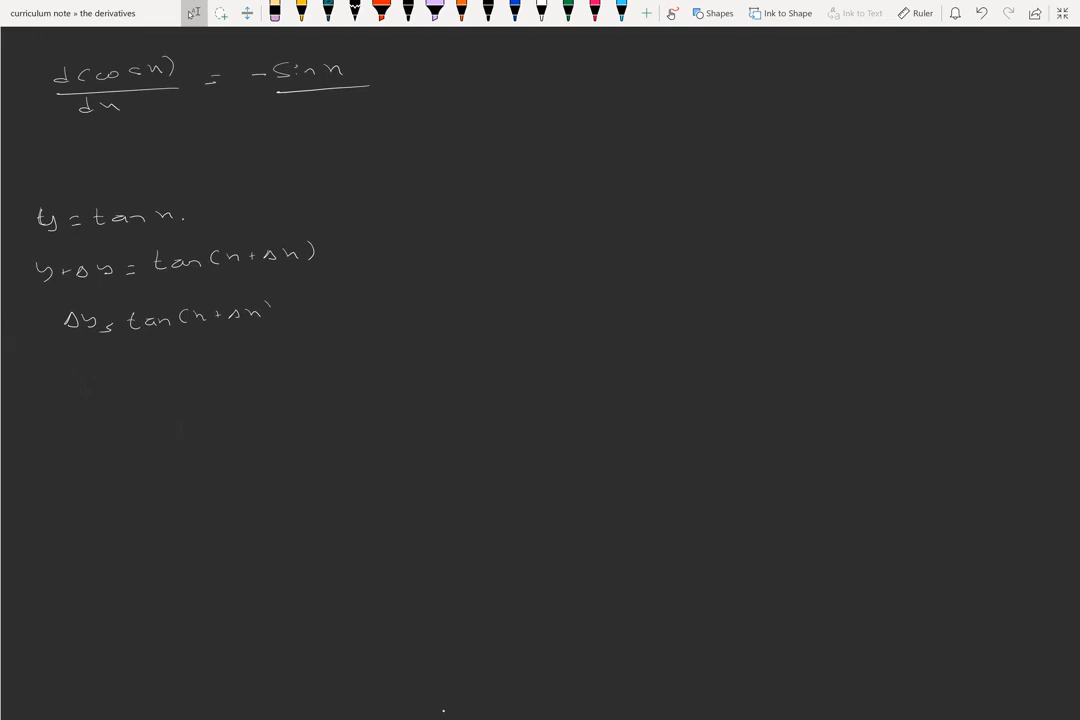 curriculum note » the derivatives
Shapes Ink to Shape Ink to Text Ruler
d(cos x)
dx
= - Sin x
y = tan x.
y + Δy = tan(x + Δx)
Δy = tan(x + Δx)